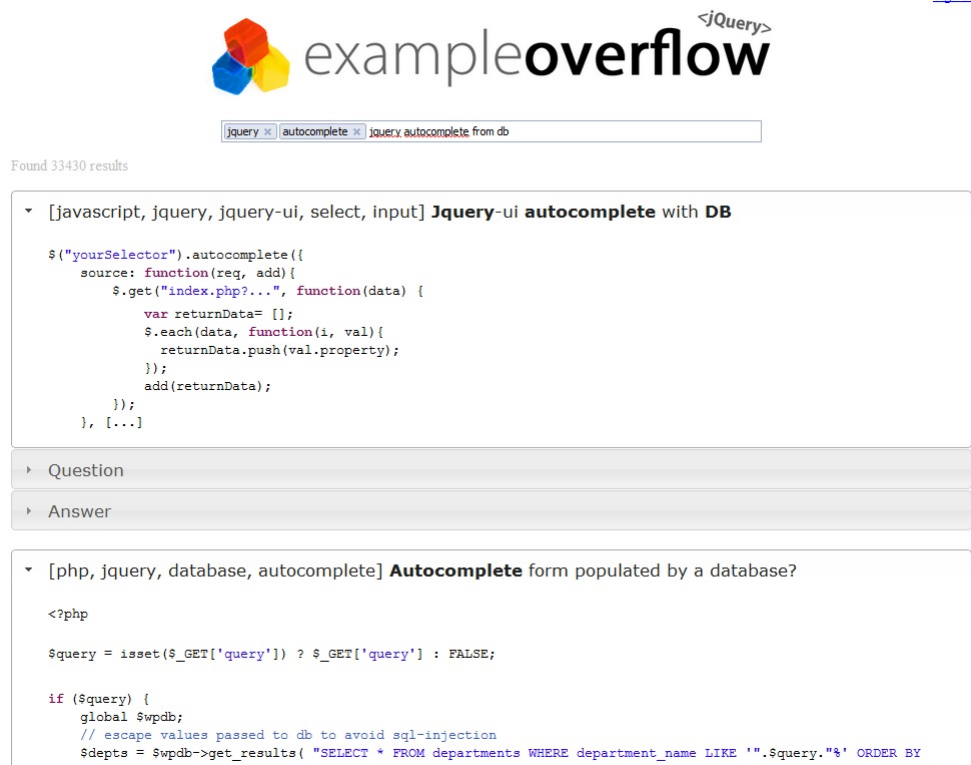 <jQuery>
exampleoverflow
jquery × autocomplete × jquery autocomplete from db
Found 33430 results
[javascript, jquery, jquery-ui, select, input] Jquery-ui autocomplete with DB
$("yourSelector").autocomplete({
    source: function(req, add){
        $.get("index.php?...", function(data) {
            var returnData= [];
            $.each(data, function(i, val){
              returnData.push(val.property);
            });
            add(returnData);
        });
    }, [...]
Question
Answer
[php, jquery, database, autocomplete] Autocomplete form populated by a database?
<?php
$query = isset($_GET['query']) ? $_GET['query'] : FALSE;
if ($query) {
    global $wpdb;
    // escape values passed to db to avoid sql-injection
    $depts = $wpdb->get_results( "SELECT * FROM departments WHERE department_name LIKE '".$query."%' ORDER BY